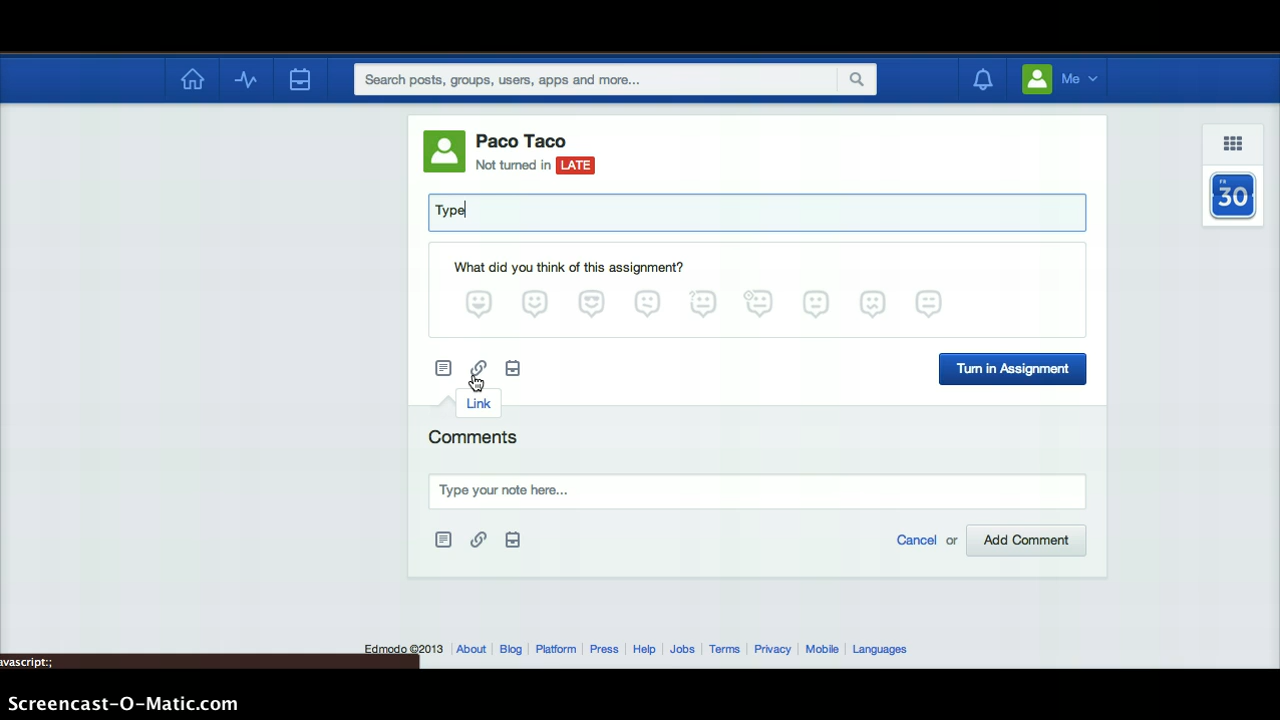 Search posts, groups, users, apps and more...
Me
Paco Taco
Not turned in LATE
30
Type
What did you think of this assignment?
Turn in Assignment
Link
Comments
Type your note here...
Cancel or Add Comment
Edmodo ©2013 About Blog Platform Press Help Jobs Terms Privacy Mobile Languages
avascript:;
Screencast-O-Matic.com